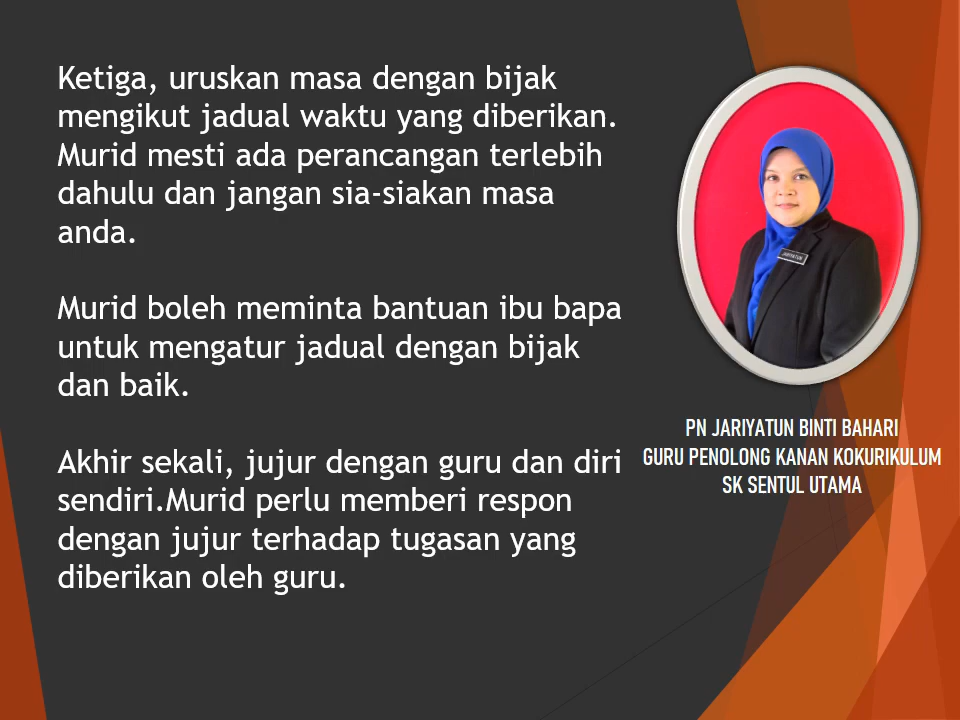 Ketiga, uruskan masa dengan bijak
mengikut jadual waktu yang diberikan.
Murid mesti ada perancangan terlebih
dahulu dan jangan sia-siakan masa
anda.
Murid boleh meminta bantuan ibu bapa
untuk mengatur jadual dengan bijak
dan baik.
Akhir sekali, jujur dengan guru dan diri
sendiri.Murid perlu memberi respon
dengan jujur terhadap tugasan yang
diberikan oleh guru.
JARIYATUN
PN JARIYATUN BINTI BAHARI
GURU PENOLONG KANAN KOKURIKULUM
SK SENTUL UTAMA